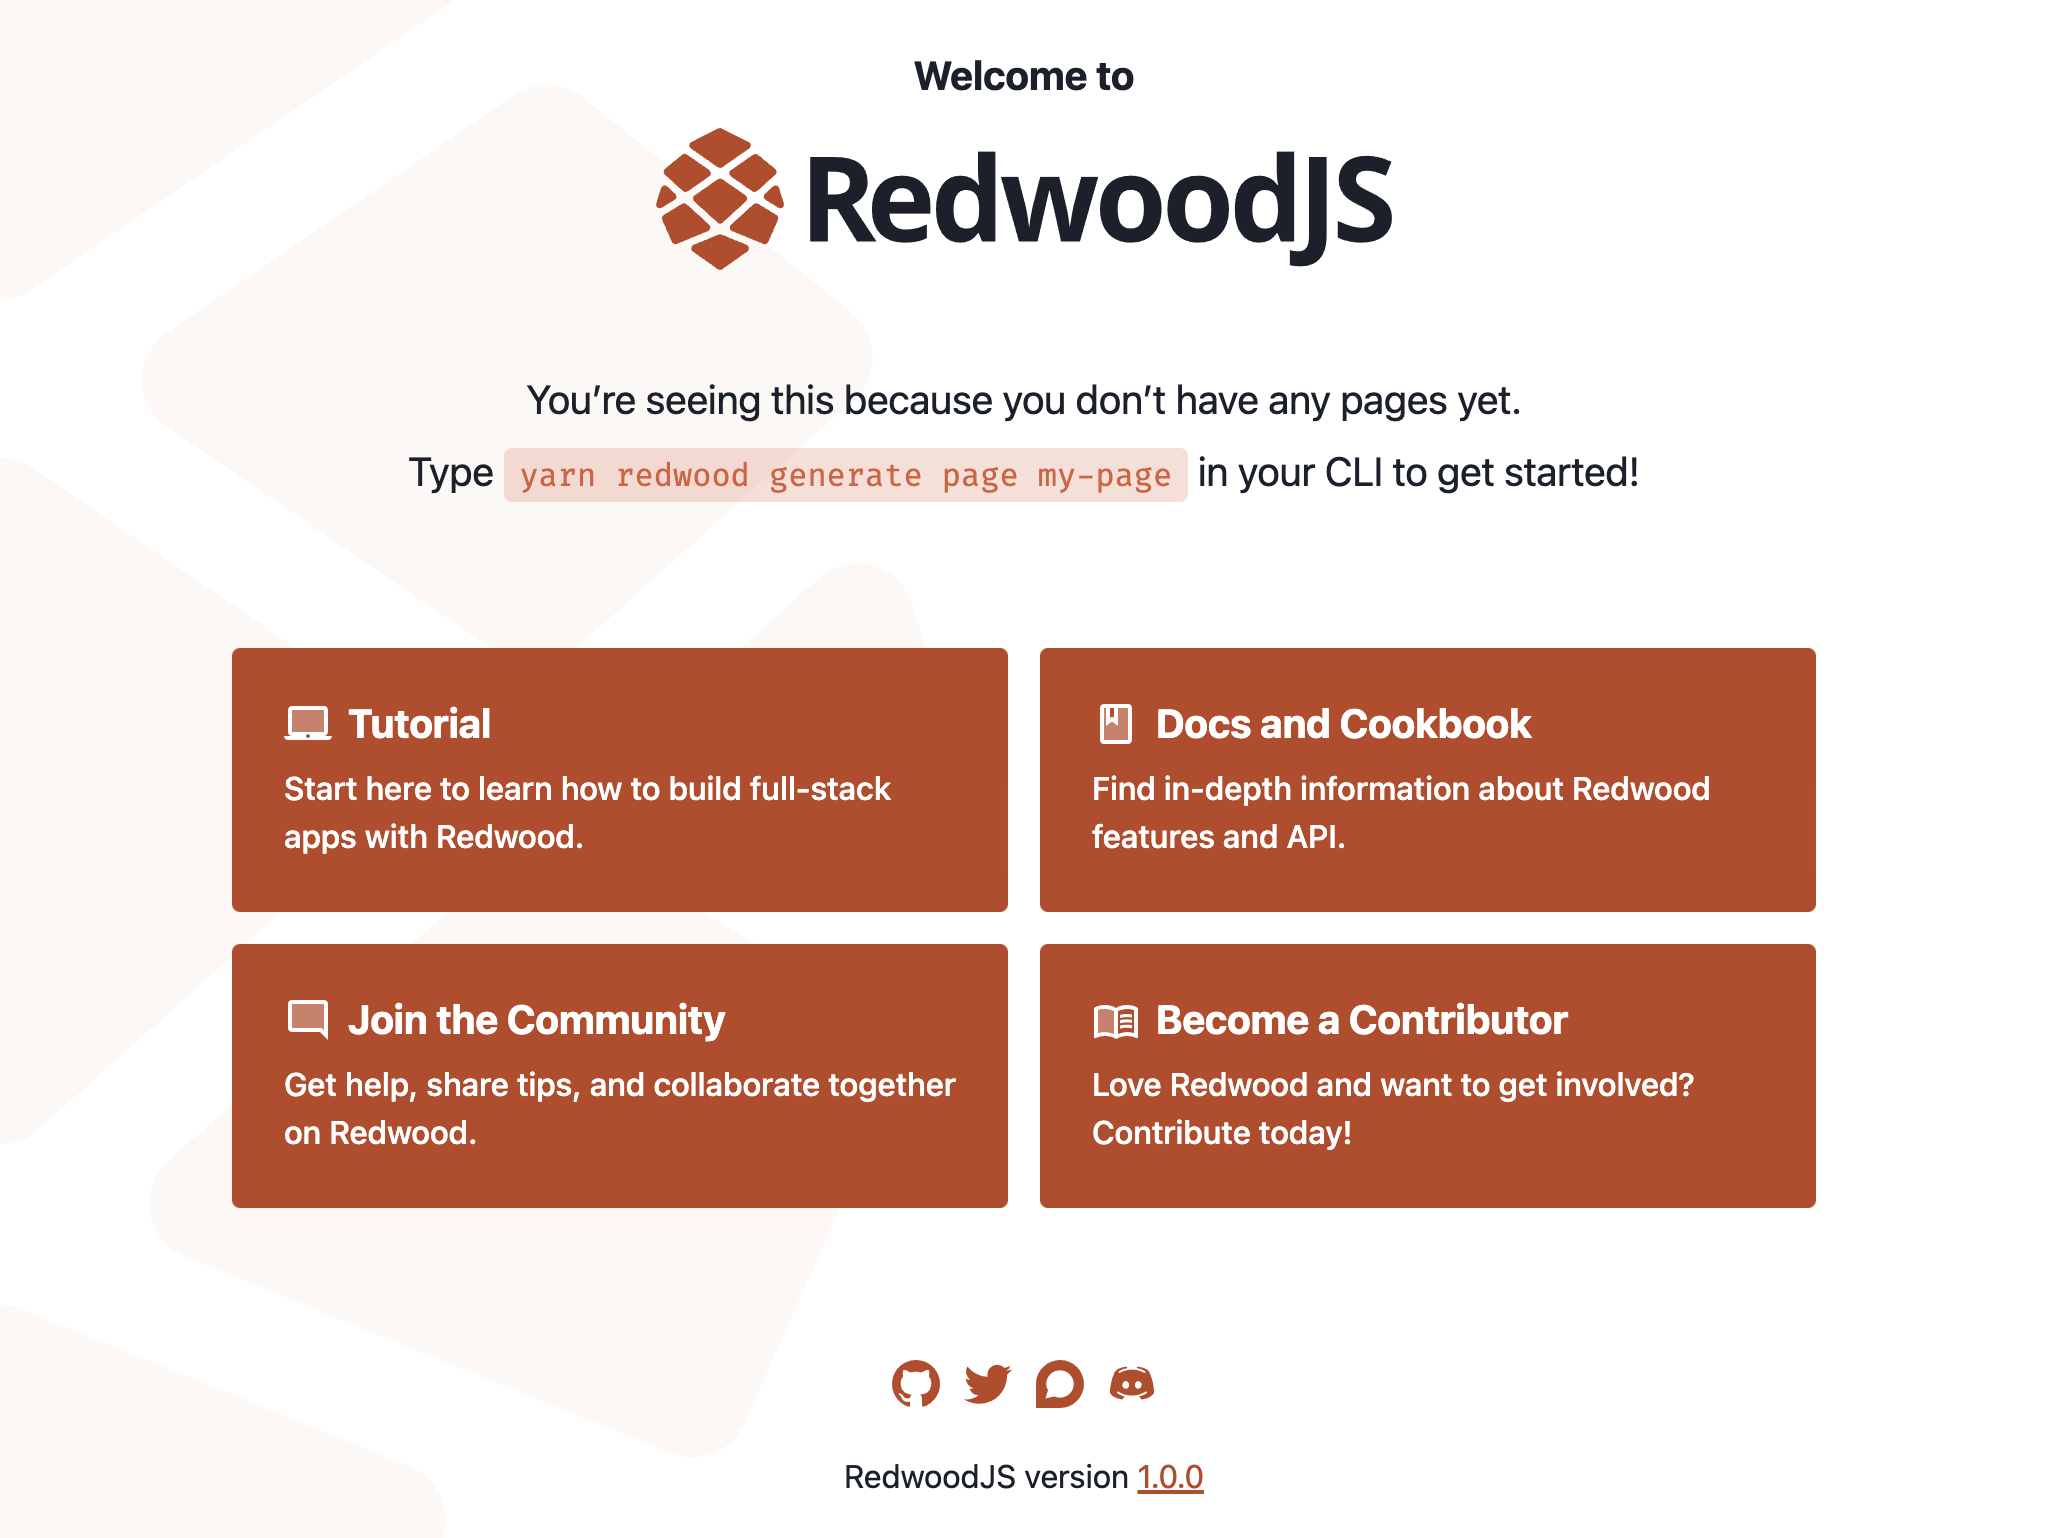 Welcome to
RedwoodJS
You’re seeing this because you don’t have any pages yet.
Type yarn redwood generate page my-page in your CLI to get started!
Tutorial
Start here to learn how to build full-stack
apps with Redwood.
Docs and Cookbook
Find in-depth information about Redwood
features and API.
Join the Community
Get help, share tips, and collaborate together
on Redwood.
Become a Contributor
Love Redwood and want to get involved?
Contribute today!
RedwoodJS version 1.0.0